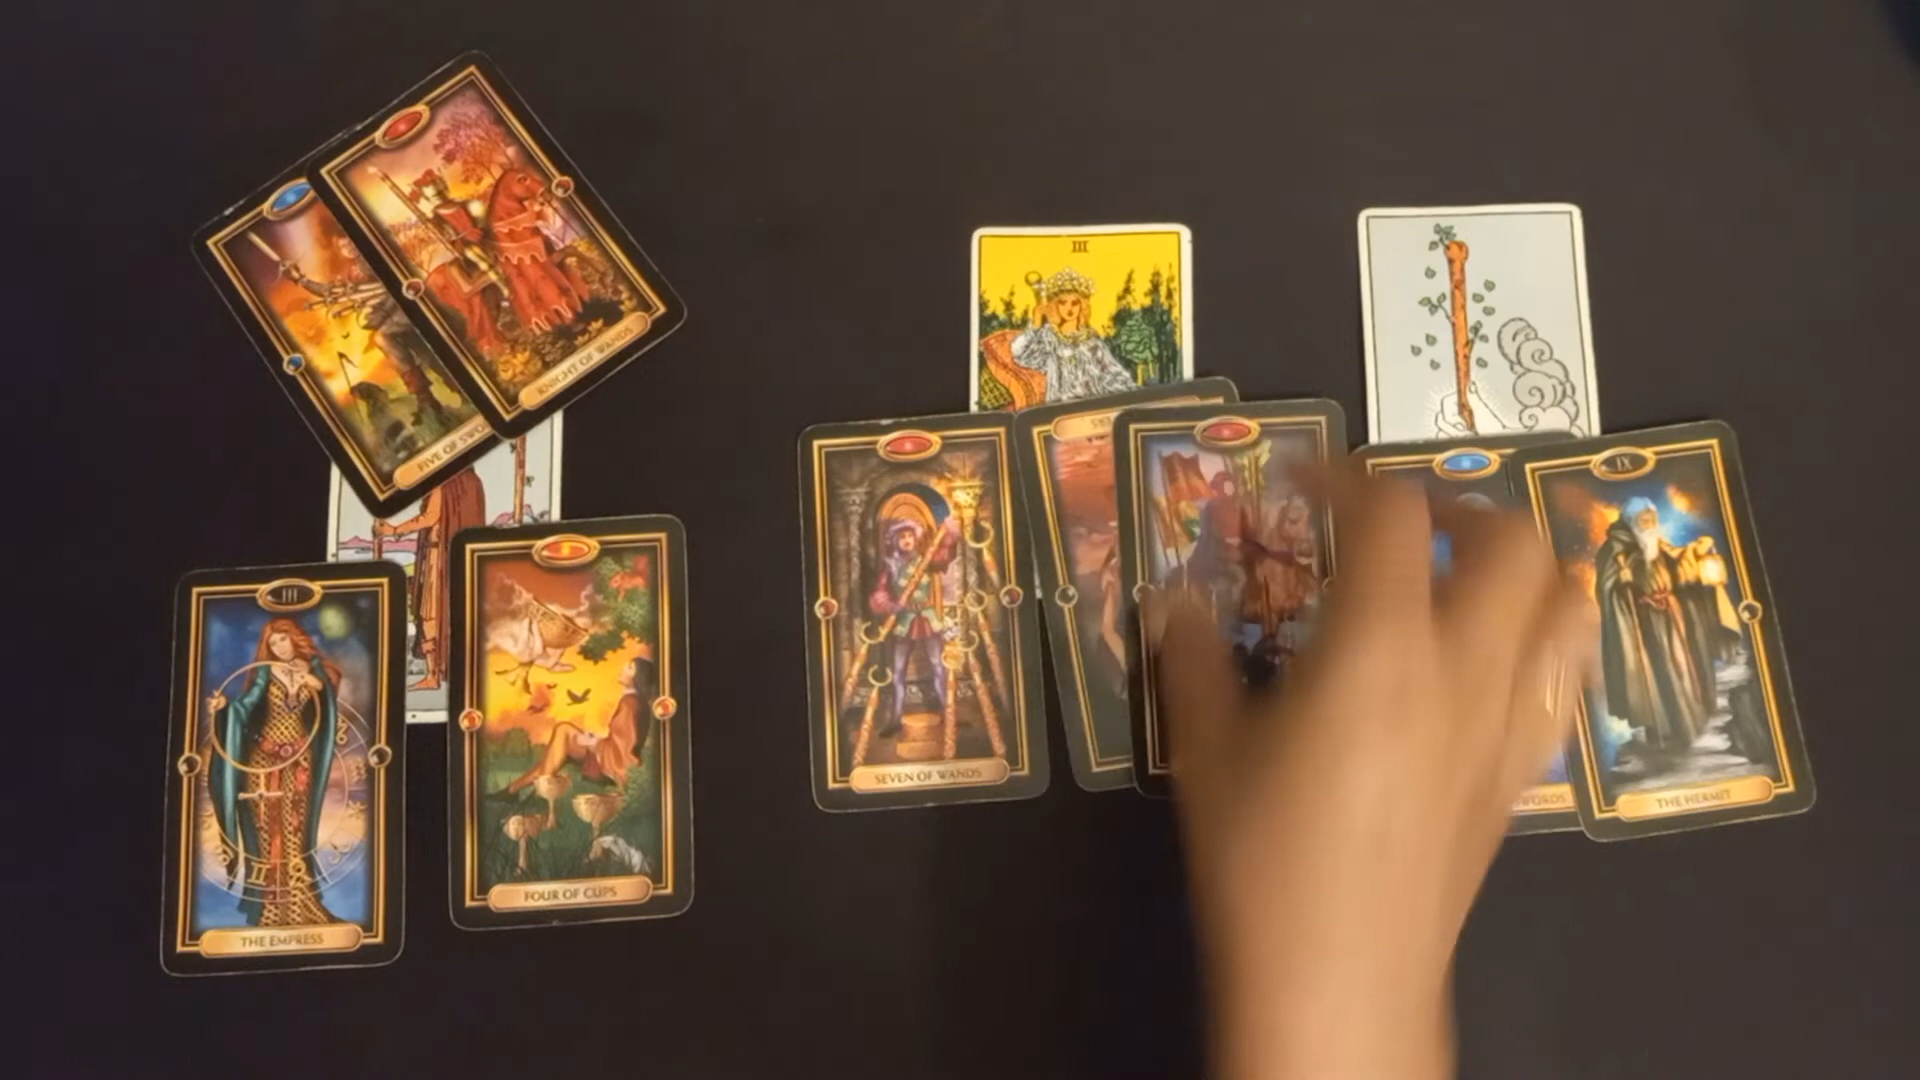 KNIGHT OF WANDS
FIVE OF SWO
III
III
THE EMPRESS
FOUR OF CUPS
SEVEN OF WANDS
IX
SWORDS
THE HERMIT